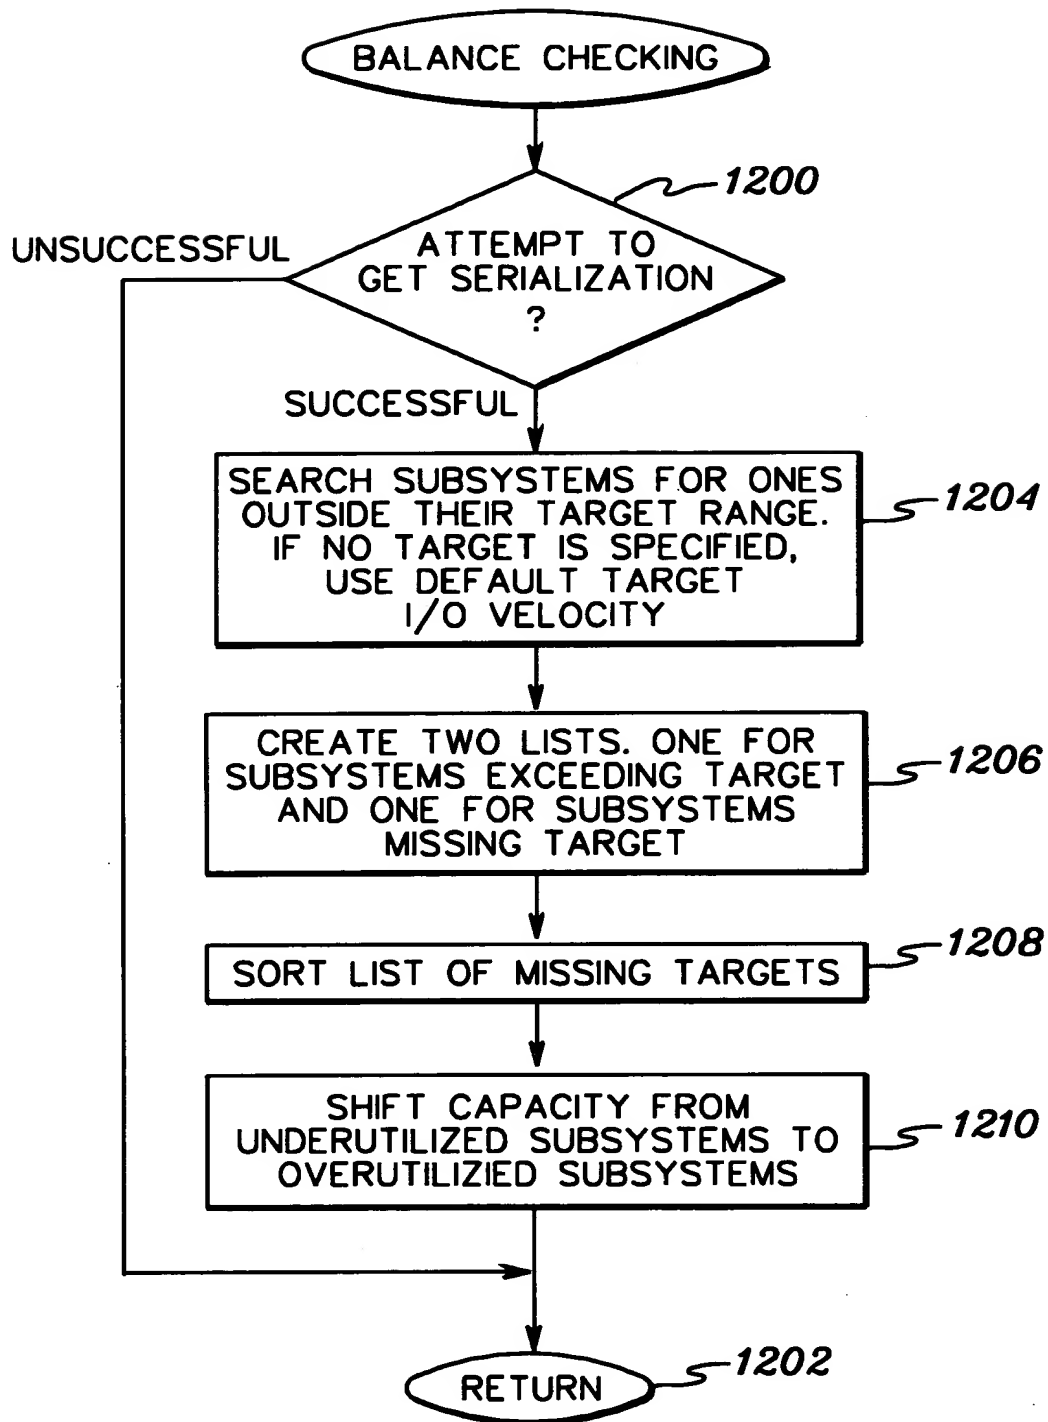 BALANCE CHECKING
1200
UNSUCCESSFUL
ATTEMPT TO
GET SERIALIZATION
?
SUCCESSFUL
SEARCH SUBSYSTEMS FOR ONES
OUTSIDE THEIR TARGET RANGE.
IF NO TARGET IS SPECIFIED,
USE DEFAULT TARGET
I/O VELOCITY
1204
CREATE TWO LISTS. ONE FOR
SUBSYSTEMS EXCEEDING TARGET
AND ONE FOR SUBSYSTEMS
MISSING TARGET
1206
SORT LIST OF MISSING TARGETS
1208
SHIFT CAPACITY FROM
UNDERUTILIZED SUBSYSTEMS TO
OVERUTILIZIED SUBSYSTEMS
1210
RETURN
1202